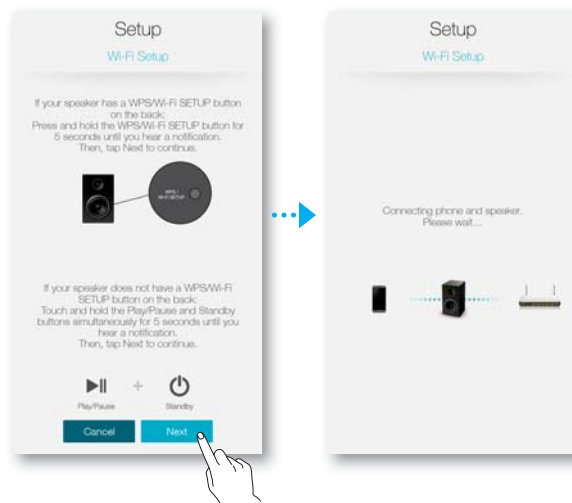 Setup
Wi-Fi Setup
If your speaker has a WPS/Wi-Fi SETUP button
on the back:
Press and hold the WPS/Wi-Fi SETUP button for
5 seconds until you hear a notification.
Then, tap Next to continue.
WPS /
Wi-Fi SETUP
If your speaker does not have a WPS/Wi-Fi
SETUP button on the back:
Touch and hold the Play/Pause and Standby
buttons simultaneously for 5 seconds until you
hear a notification.
Then, tap Next to continue.
+
Play/Pause Standby
Cancel Next
Setup
Wi-Fi Setup
Connecting phone and speaker.
Please wait...